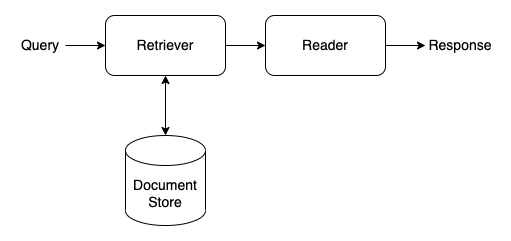 Query
Retriever
Reader
Response
Document
Store